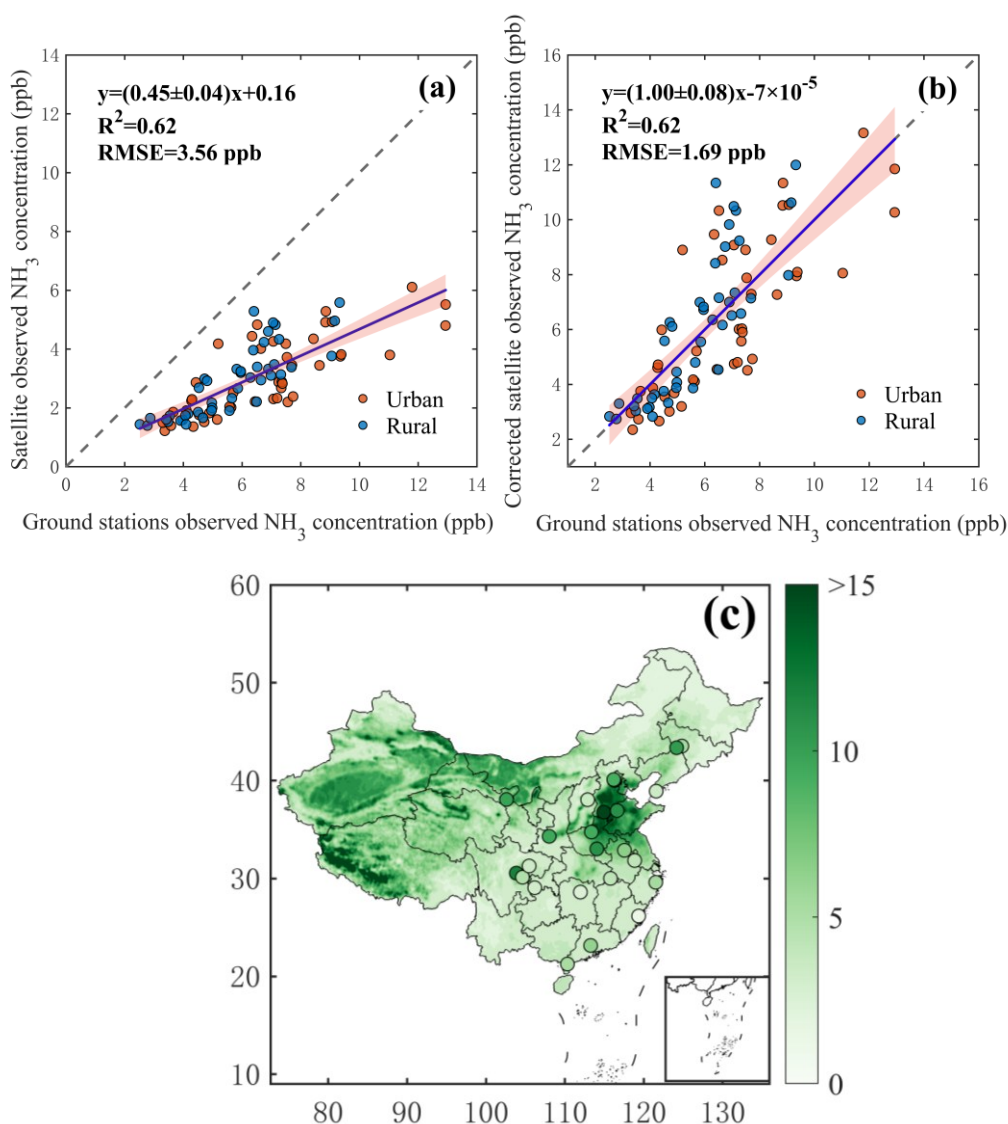 (a)
y=(0.45±0.04)x+0.16
R²=0.62
RMSE=3.56 ppb
Satellite observed NH₃ concentration (ppb)
14
12
10
8
6
4
2
0
Urban
Rural
0 2 4 6 8 10 12 14
Ground stations observed NH₃ concentration (ppb)
(b)
y=(1.00±0.08)x-7×10⁻⁵
R²=0.62
RMSE=1.69 ppb
Corrected satellite observed NH₃ concentration (ppb)
16
14
12
10
8
6
4
2
Urban
Rural
2 4 6 8 10 12 14 16
Ground stations observed NH₃ concentration (ppb)
(c)
60
50
40
30
20
10
80 90 100 110 120 130
>15
10
5
0